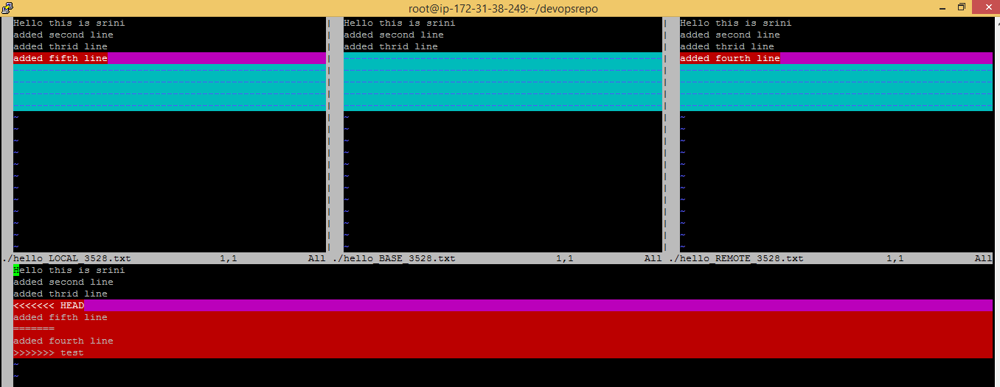 root@ip-172-31-38-249:~/devopsrepo
Hello this is srini
added second line
added thrid line
added fifth line
~
~
~
~
~
~
~
~
~
~
~
~
./hello_LOCAL_3528.txt 1,1 All
Hello this is srini
added second line
added thrid line
~
~
~
~
~
~
~
~
~
~
~
~
./hello_BASE_3528.txt 1,1 All
Hello this is srini
added second line
added thrid line
added fourth line
~
~
~
~
~
~
~
~
~
~
~
~
./hello_REMOTE_3528.txt 1,1 All
Hello this is srini
added second line
added thrid line
<<<<<<< HEAD
added fifth line
=======
added fourth line
>>>>>>> test
~
~